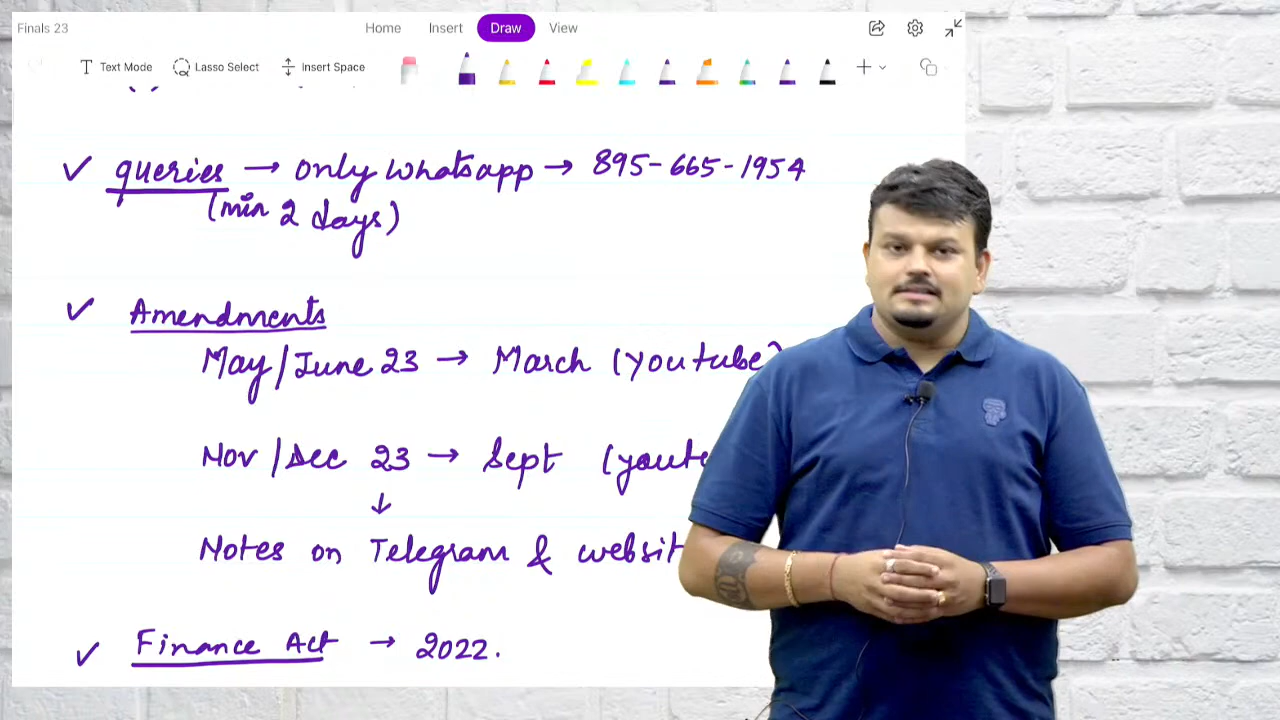 Finals 23
Home Insert Draw View
Text Mode Lasso Select Insert Space
✓ queries → only whatsapp → 895-665-1954
(min 2 days)
✓ Amendments
May/June 23 → March (youtube)
Nov/Dec 23 → Sept (youtu
↓
Notes on Telegram & websit
✓ Finance Act → 2022.